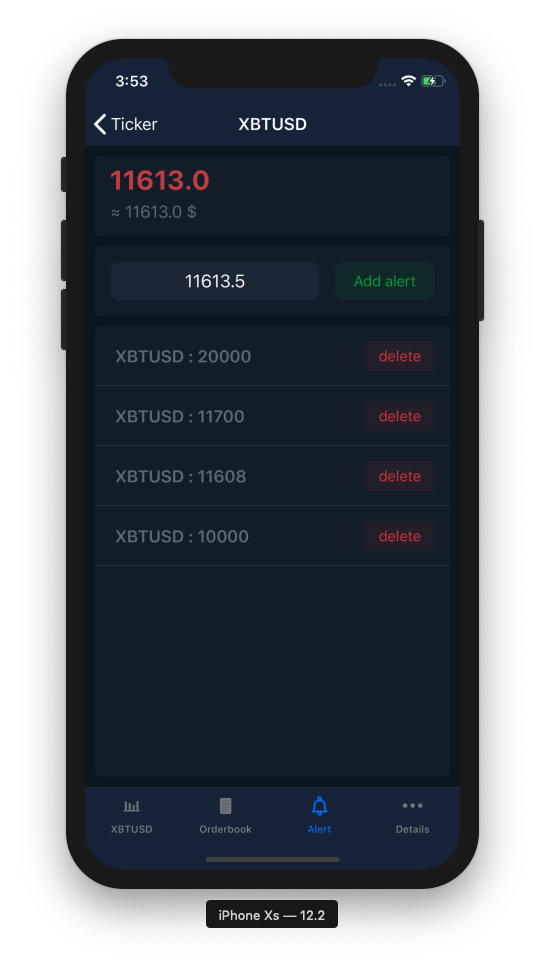 3:53
Ticker
XBTUSD
11613.0
≈ 11613.0 $
11613.5
Add alert
XBTUSD : 20000
delete
XBTUSD : 11700
delete
XBTUSD : 11608
delete
XBTUSD : 10000
delete
XBTUSD
Orderbook
Alert
Details
iPhone Xs — 12.2